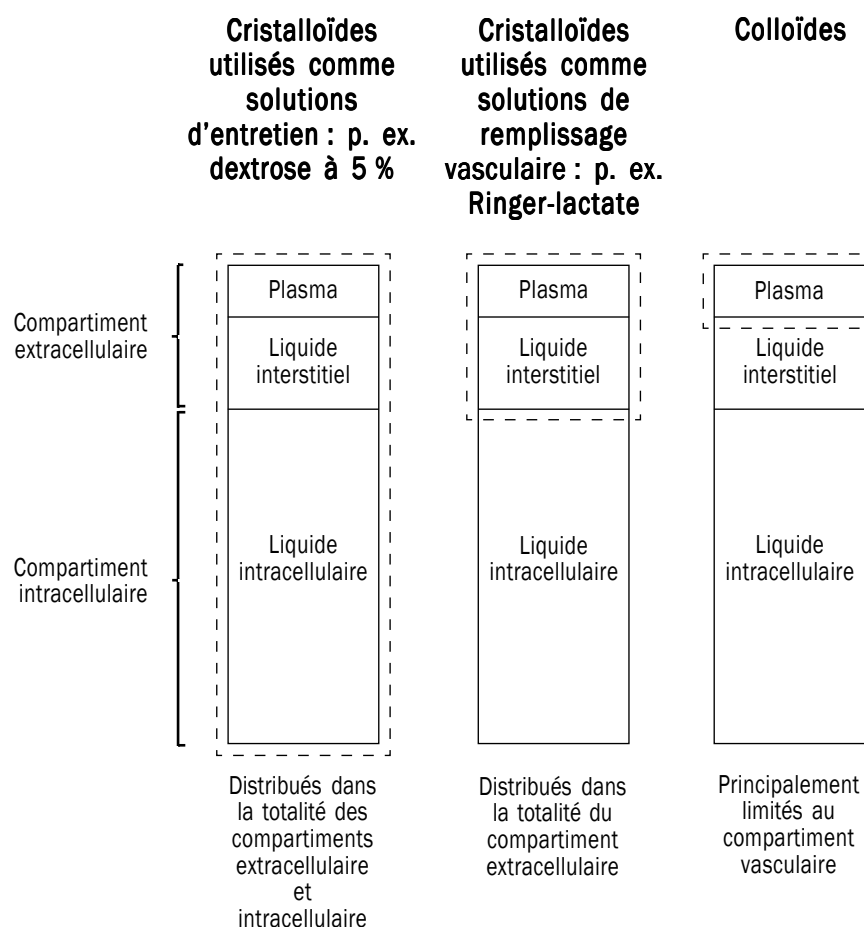 Cristalloïdes
utilisés comme
solutions
d'entretien : p. ex.
dextrose à 5 %
Cristalloïdes
utilisés comme
solutions de
remplissage
vasculaire : p. ex.
Ringer-lactate
Colloïdes
Compartiment
extracellulaire
Compartiment
intracellulaire
Plasma
Liquide
interstitiel
Liquide
intracellulaire
Plasma
Liquide
interstitiel
Liquide
intracellulaire
Plasma
Liquide
interstitiel
Liquide
intracellulaire
Distribués dans
la totalité des
compartiments
extracellulaire
et
intracellulaire
Distribués dans
la totalité du
compartiment
extracellulaire
Principalement
limités au
compartiment
vasculaire